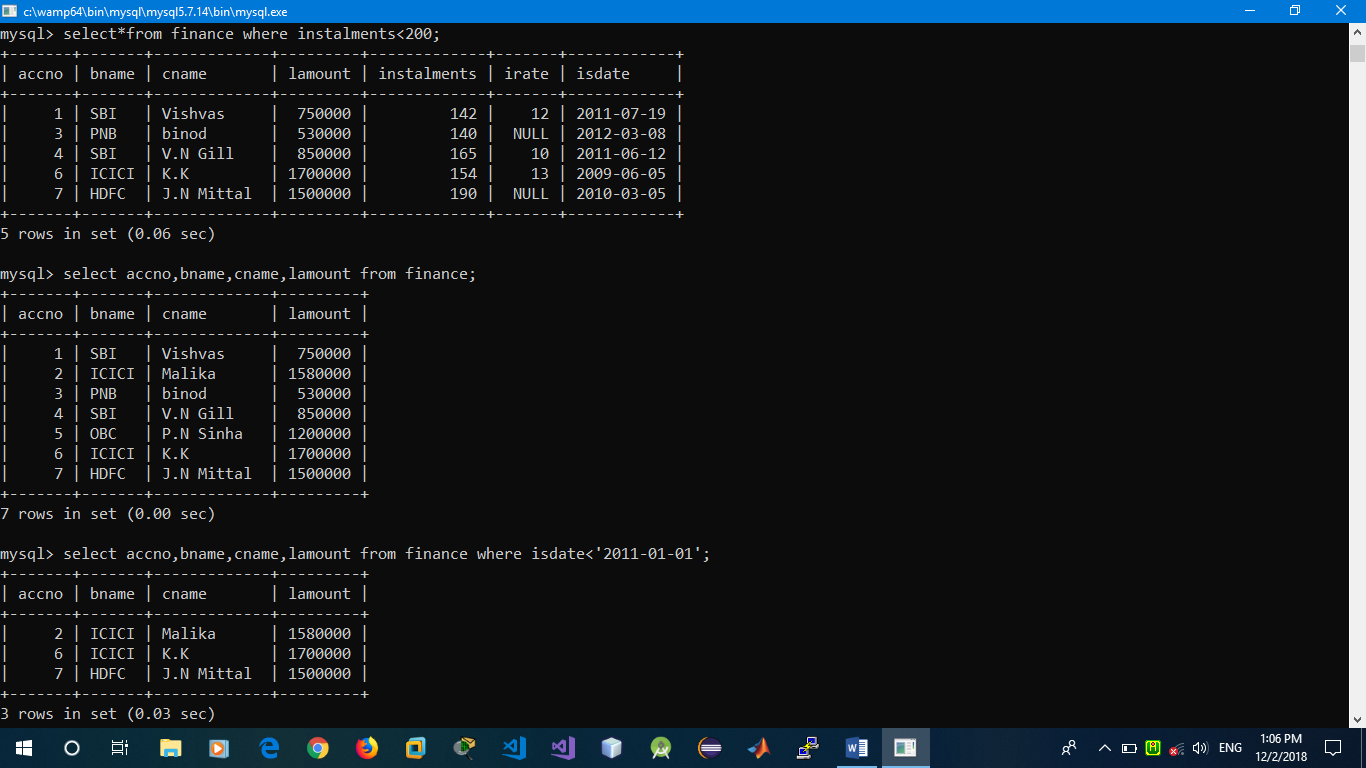 c:\wamp64\bin\mysql\mysql5.7.14\bin\mysql.exe
mysql> select*from finance where instalments<200;
+-------+-------+-------------+---------+-------------+-------+------------+
| accno | bname | cname       | lamount | instalments | irate | isdate     |
+-------+-------+-------------+---------+-------------+-------+------------+
|     1 | SBI   | Vishvas     |  750000 |         142 |    12 | 2011-07-19 |
|     3 | PNB   | binod       |  530000 |         140 |  NULL | 2012-03-08 |
|     4 | SBI   | V.N Gill    |  850000 |         165 |    10 | 2011-06-12 |
|     6 | ICICI | K.K         | 1700000 |         154 |    13 | 2009-06-05 |
|     7 | HDFC  | J.N Mittal  | 1500000 |         190 |  NULL | 2010-03-05 |
+-------+-------+-------------+---------+-------------+-------+------------+
5 rows in set (0.06 sec)
mysql> select accno,bname,cname,lamount from finance;
+-------+-------+-------------+---------+
| accno | bname | cname       | lamount |
+-------+-------+-------------+---------+
|     1 | SBI   | Vishvas     |  750000 |
|     2 | ICICI | Malika      | 1580000 |
|     3 | PNB   | binod       |  530000 |
|     4 | SBI   | V.N Gill    |  850000 |
|     5 | OBC   | P.N Sinha   | 1200000 |
|     6 | ICICI | K.K         | 1700000 |
|     7 | HDFC  | J.N Mittal  | 1500000 |
+-------+-------+-------------+---------+
7 rows in set (0.00 sec)
mysql> select accno,bname,cname,lamount from finance where isdate<'2011-01-01';
+-------+-------+-------------+---------+
| accno | bname | cname       | lamount |
+-------+-------+-------------+---------+
|     2 | ICICI | Malika      | 1580000 |
|     6 | ICICI | K.K         | 1700000 |
|     7 | HDFC  | J.N Mittal  | 1500000 |
+-------+-------+-------------+---------+
3 rows in set (0.03 sec)
ENG
1:06 PM
12/2/2018